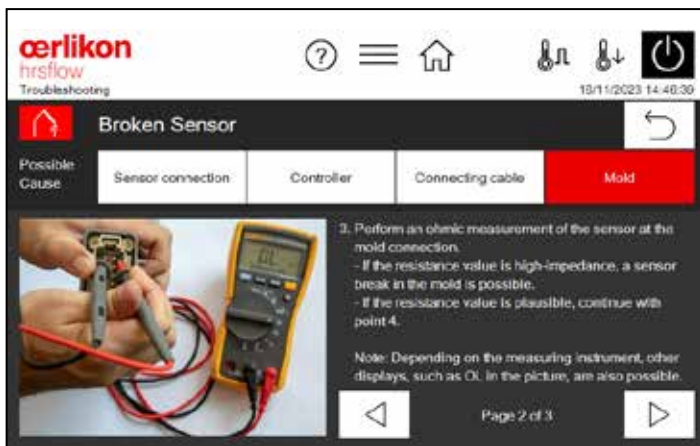 œrlikon
hrsflow
Troubleshooting
?
18/11/2023 14:46:39
Broken Sensor
Possible
Cause
Sensor connection
Controller
Connecting cable
Mold
OL
3. Perform an ohmic measurement of the sensor at the
mold connection.
- If the resistance value is high-impedance, a sensor
break in the mold is possible.
- If the resistance value is plausible, continue with
point 4.
Note: Depending on the measuring instrument, other
displays, such as OL in the picture, are also possible.
Page 2 of 3